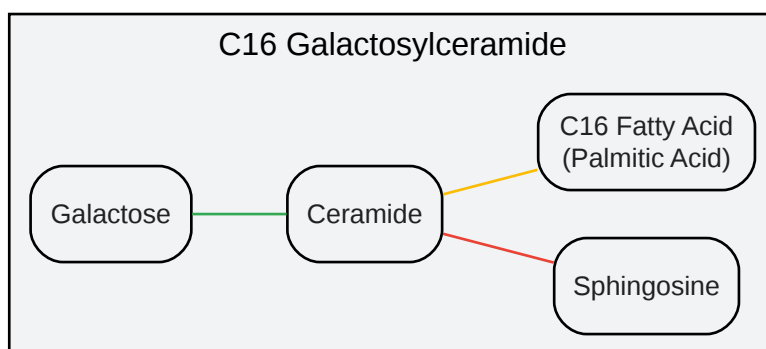 C16 Galactosylceramide
C16 Fatty Acid
(Palmitic Acid)
Galactose
Ceramide
Sphingosine